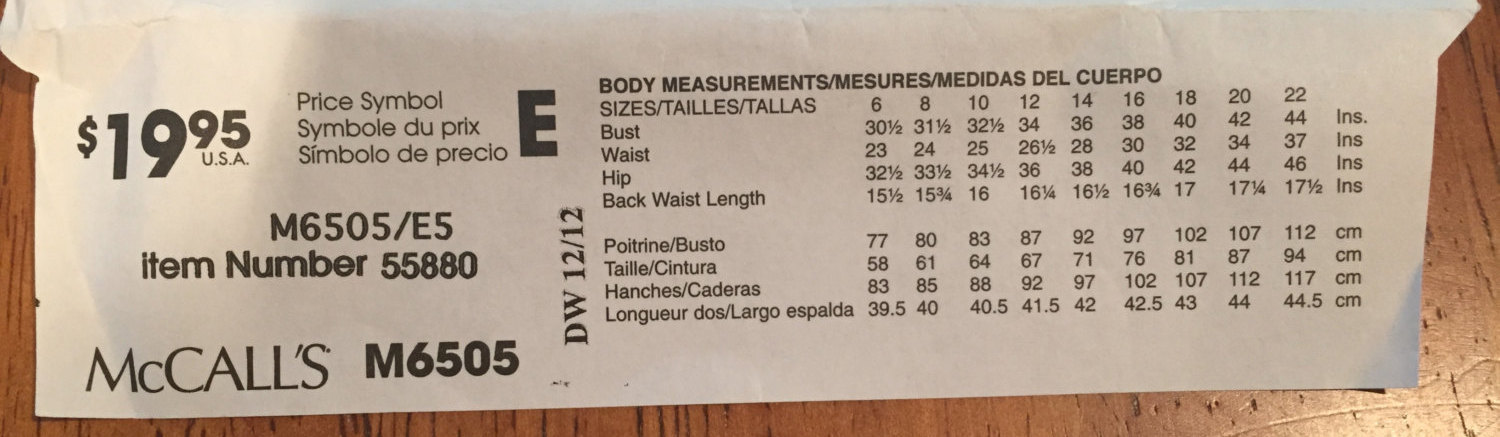 $19.95
U.S.A.
Price Symbol
Symbole du prix
Símbolo de precio
E
M6505/E5
item Number 55880
McCALL'S M6505
DW 12/12
BODY MEASUREMENTS/MESURES/MEDIDAS DEL CUERPO
SIZES/TAILLES/TALLAS 6 8 10 12 14 16 18 20 22
Bust 30½ 31½ 32½ 34 36 38 40 42 44 Ins.
Waist 23 24 25 26½ 28 30 32 34 37 Ins
Hip 32½ 33½ 34½ 36 38 40 42 44 46 Ins
Back Waist Length 15½ 15¾ 16 16¼ 16½ 16¾ 17 17¼ 17½ Ins
Poitrine/Busto 77 80 83 87 92 97 102 107 112 cm
Taille/Cintura 58 61 64 67 71 76 81 87 94 cm
Hanches/Caderas 83 85 88 92 97 102 107 112 117 cm
Longueur dos/Largo espalda 39.5 40 40.5 41.5 42 42.5 43 44 44.5 cm